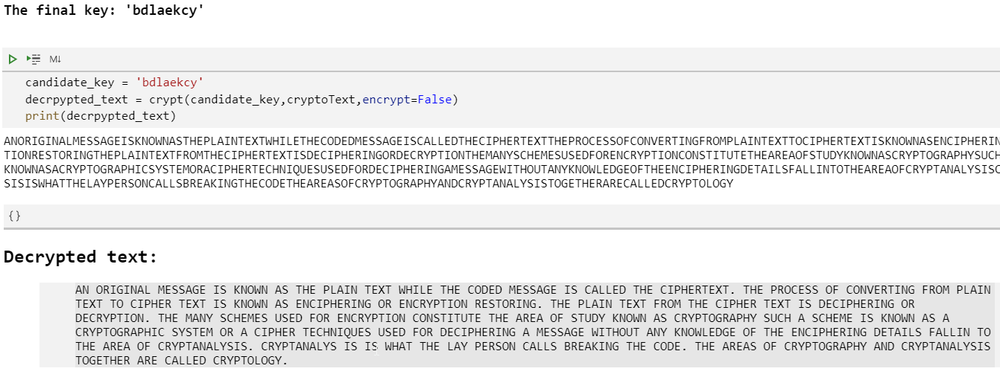 The final key: 'bdlaekcy'
M↓
candidate_key = 'bdlaekcy'
decrpypted_text = crypt(candidate_key,cryptoText,encrypt=False)
print(decrpypted_text)
ANORIGINALMESSAGEISKNOWNASTHEPLAINTEXTWHILETHECODEDMESSAGEISCALLEDTHECIPHERTEXTTHEPROCESSOFCONVERTINGFROMPLAINTEXTTOCIPHERTEXTISKNOWNASENCIPHERIN
TIONRESTORINGTHEPLAINTEXTFROMTHECIPHERTEXTISDECIPHERINGORDECRYPTIONTHEMANYSCHEMESUSEDFORENCRYPTIONCONSTITUTETHEAREAOFSTUDYKNOWNASCRYPTOGRAPHYSUCH
KNOWNASACRYPTOGRAPHICSYSTEMORACIPHERTECHNIQUESUSEDFORDECIPHERINGAMESSAGEWITHOUTANYKNOWLEDGEOFTHEENCIPHERINGDETAILSFALLINTOTHEAREAOFCRYPTANALYSISC
SISISWHATTHELAYPERSONCALLSBREAKINGTHECODETHEAREASOFCRYPTOGRAPHYANDCRYPTANALYSISTOGETHERARECALLEDCRYPTOLOGY
{}
Decrypted text:
AN ORIGINAL MESSAGE IS KNOWN AS THE PLAIN TEXT WHILE THE CODED MESSAGE IS CALLED THE CIPHERTEXT. THE PROCESS OF CONVERTING FROM PLAIN
TEXT TO CIPHER TEXT IS KNOWN AS ENCIPHERING OR ENCRYPTION RESTORING. THE PLAIN TEXT FROM THE CIPHER TEXT IS DECIPHERING OR
DECRYPTION. THE MANY SCHEMES USED FOR ENCRYPTION CONSTITUTE THE AREA OF STUDY KNOWN AS CRYPTOGRAPHY SUCH A SCHEME IS KNOWN AS A
CRYPTOGRAPHIC SYSTEM OR A CIPHER TECHNIQUES USED FOR DECIPHERING A MESSAGE WITHOUT ANY KNOWLEDGE OF THE ENCIPHERING DETAILS FALLIN TO
THE AREA OF CRYPTANALYSIS. CRYPTANALYS IS IS WHAT THE LAY PERSON CALLS BREAKING THE CODE. THE AREAS OF CRYPTOGRAPHY AND CRYPTANALYSIS
TOGETHER ARE CALLED CRYPTOLOGY.